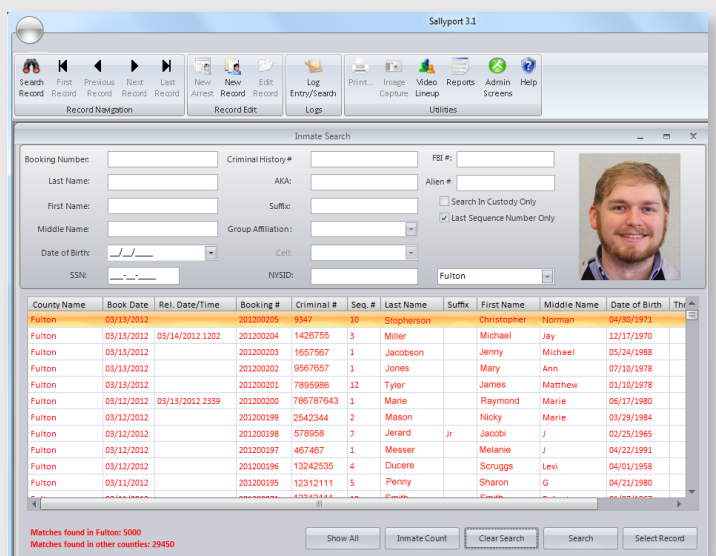 Sallyport 3.1
Search Record First Record Previous Record Next Record Last Record New Arrest New Record Edit Record Log Entry/Search Print... Image Capture Video Lineup Reports Admin Screens Help
Record Navigation Record Edit Logs Utilities
Inmate Search
Booking Number: Criminal History # FBI #:
Last Name: AKA: Alien #
First Name: Suffix: Search In Custody Only
Middle Name: Group Affiliation: Last Sequence Number Only
Date of Birth: __/__/____ Cell:
SSN: ___-__-____ NYSID: Fulton
County Name Book Date Rel. Date/Time Booking # Criminal # Seq. # Last Name Suffix First Name Middle Name Date of Birth Thr
Fulton 03/13/2012 201200205 9347 10 Stopherson Christopher Norman 04/30/1971
Fulton 03/13/2012 03/14/2012 1202 201200204 1426755 3 Miller Michael Jay 12/17/1970
Fulton 03/13/2012 201200203 1657567 1 Jacobson Jenny Michael 05/24/1988
Fulton 03/13/2012 201200202 9567657 1 Jones Mary Ann 07/10/1978
Fulton 03/13/2012 201200201 7895986 12 Tyler James Matthew 01/10/1978
Fulton 03/12/2012 03/13/2012 2339 201200200 786787643 1 Marie Raymond Marie 06/17/1980
Fulton 03/12/2012 201200199 2542344 2 Mason Nicky Marie 03/29/1984
Fulton 03/12/2012 201200198 578958 7 Jerard Jr Jacobi J 02/25/1965
Fulton 03/12/2012 201200197 467467 1 Messer Melanie J 04/22/1991
Fulton 03/12/2012 201200196 13242535 4 Ducere Scruggs Levi 04/01/1958
Fulton 03/11/2012 201200195 12312111 5 Penny Sharon G 04/21/1980
Matches found in Fulton: 5000
Matches found in other counties: 29450
Show All Inmate Count Clear Search Search Select Record